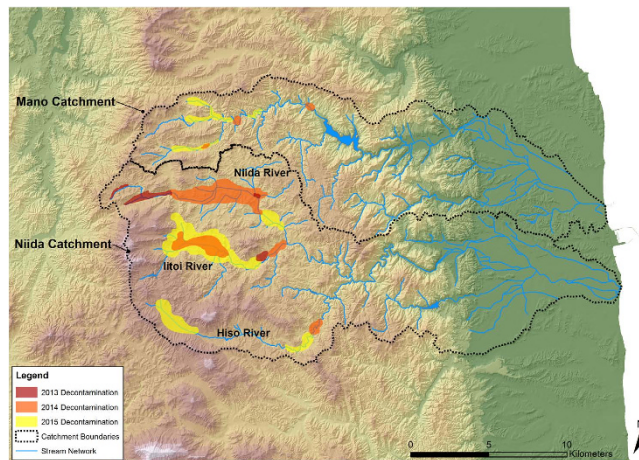 Mano Catchment
Niida River
Niida Catchment
Iitoi River
Hiso River
Legend
2013 Decontamination
2014 Decontamination
2015 Decontamination
Catchment Boundaries
Stream Network
N
0 5 10
Kilometers